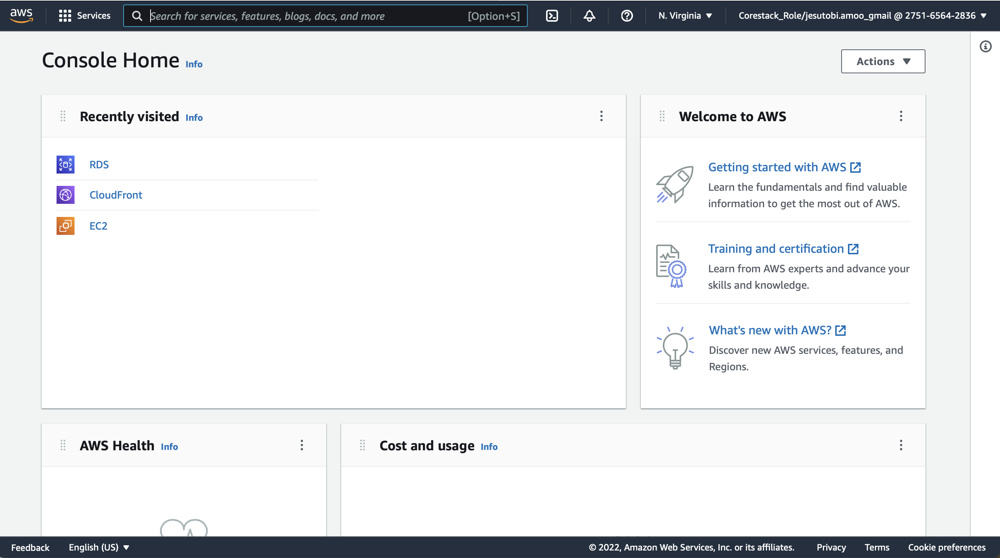 aws
Services
Search for services, features, blogs, docs, and more
[Option+S]
N. Virginia
Corestack_Role/jesutobi.amoo_gmail @ 2751-6564-2836
Console Home Info
Actions
Recently visited Info
RDS
CloudFront
EC2
Welcome to AWS
Getting started with AWS
Learn the fundamentals and find valuable
information to get the most out of AWS.
Training and certification
Learn from AWS experts and advance your
skills and knowledge.
What's new with AWS?
Discover new AWS services, features, and
Regions.
AWS Health Info
Cost and usage Info
Feedback
English (US)
© 2022, Amazon Web Services, Inc. or its affiliates.
Privacy
Terms
Cookie preferences